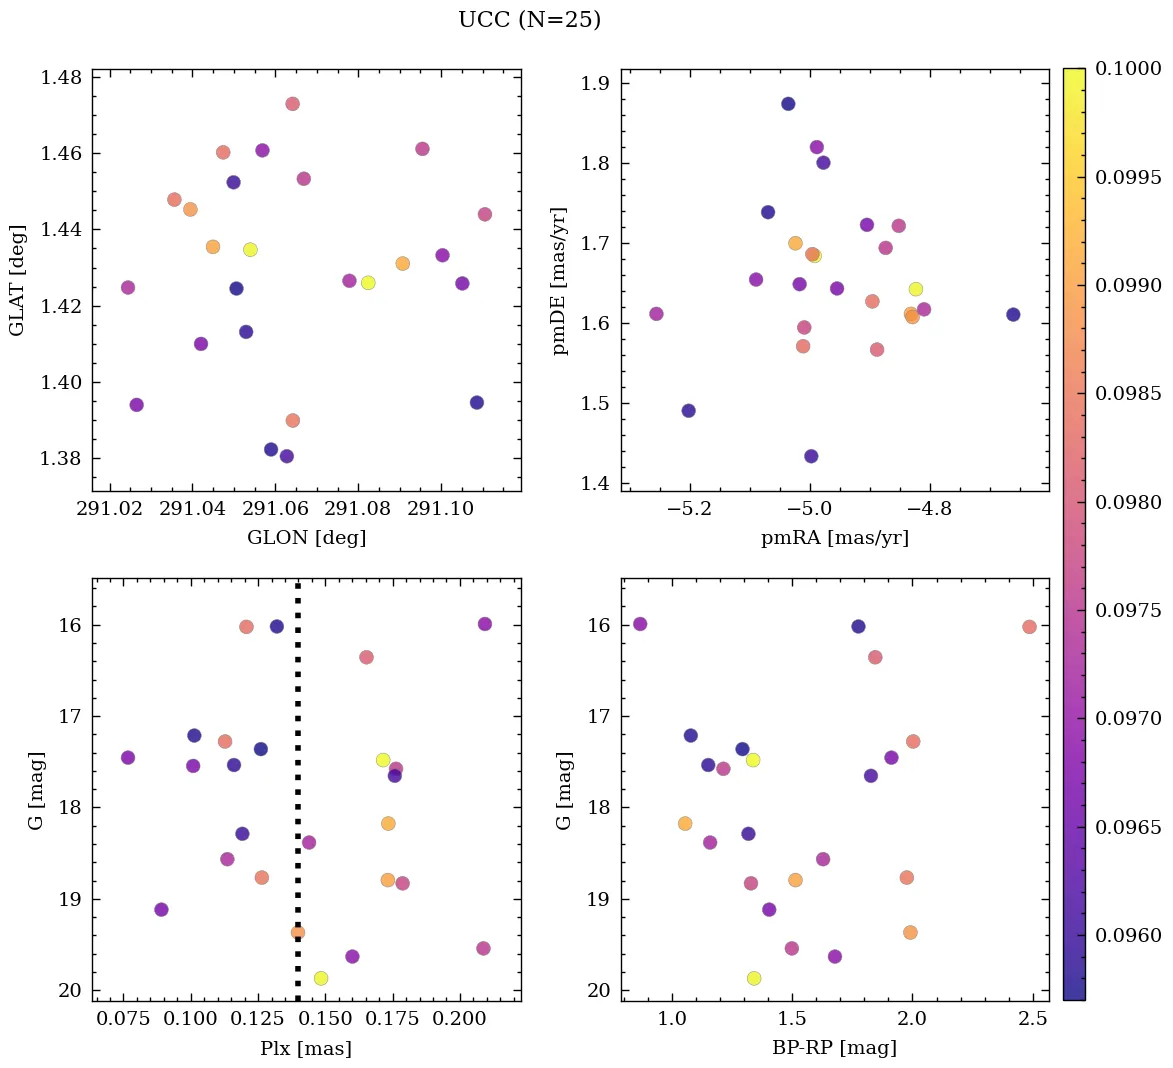 UCC (N=25)
1.48
1.46
1.44
1.42
1.40
1.38
GLAT [deg]
291.02 291.04 291.06 291.08 291.10
GLON [deg]
1.9
1.8
1.7
1.6
1.5
1.4
pmDE [mas/yr]
−5.2 −5.0 −4.8
pmRA [mas/yr]
16
17
18
19
20
G [mag]
0.075 0.100 0.125 0.150 0.175 0.200
Plx [mas]
16
17
18
19
20
G [mag]
1.0 1.5 2.0 2.5
BP-RP [mag]
0.1000
0.0995
0.0990
0.0985
0.0980
0.0975
0.0970
0.0965
0.0960